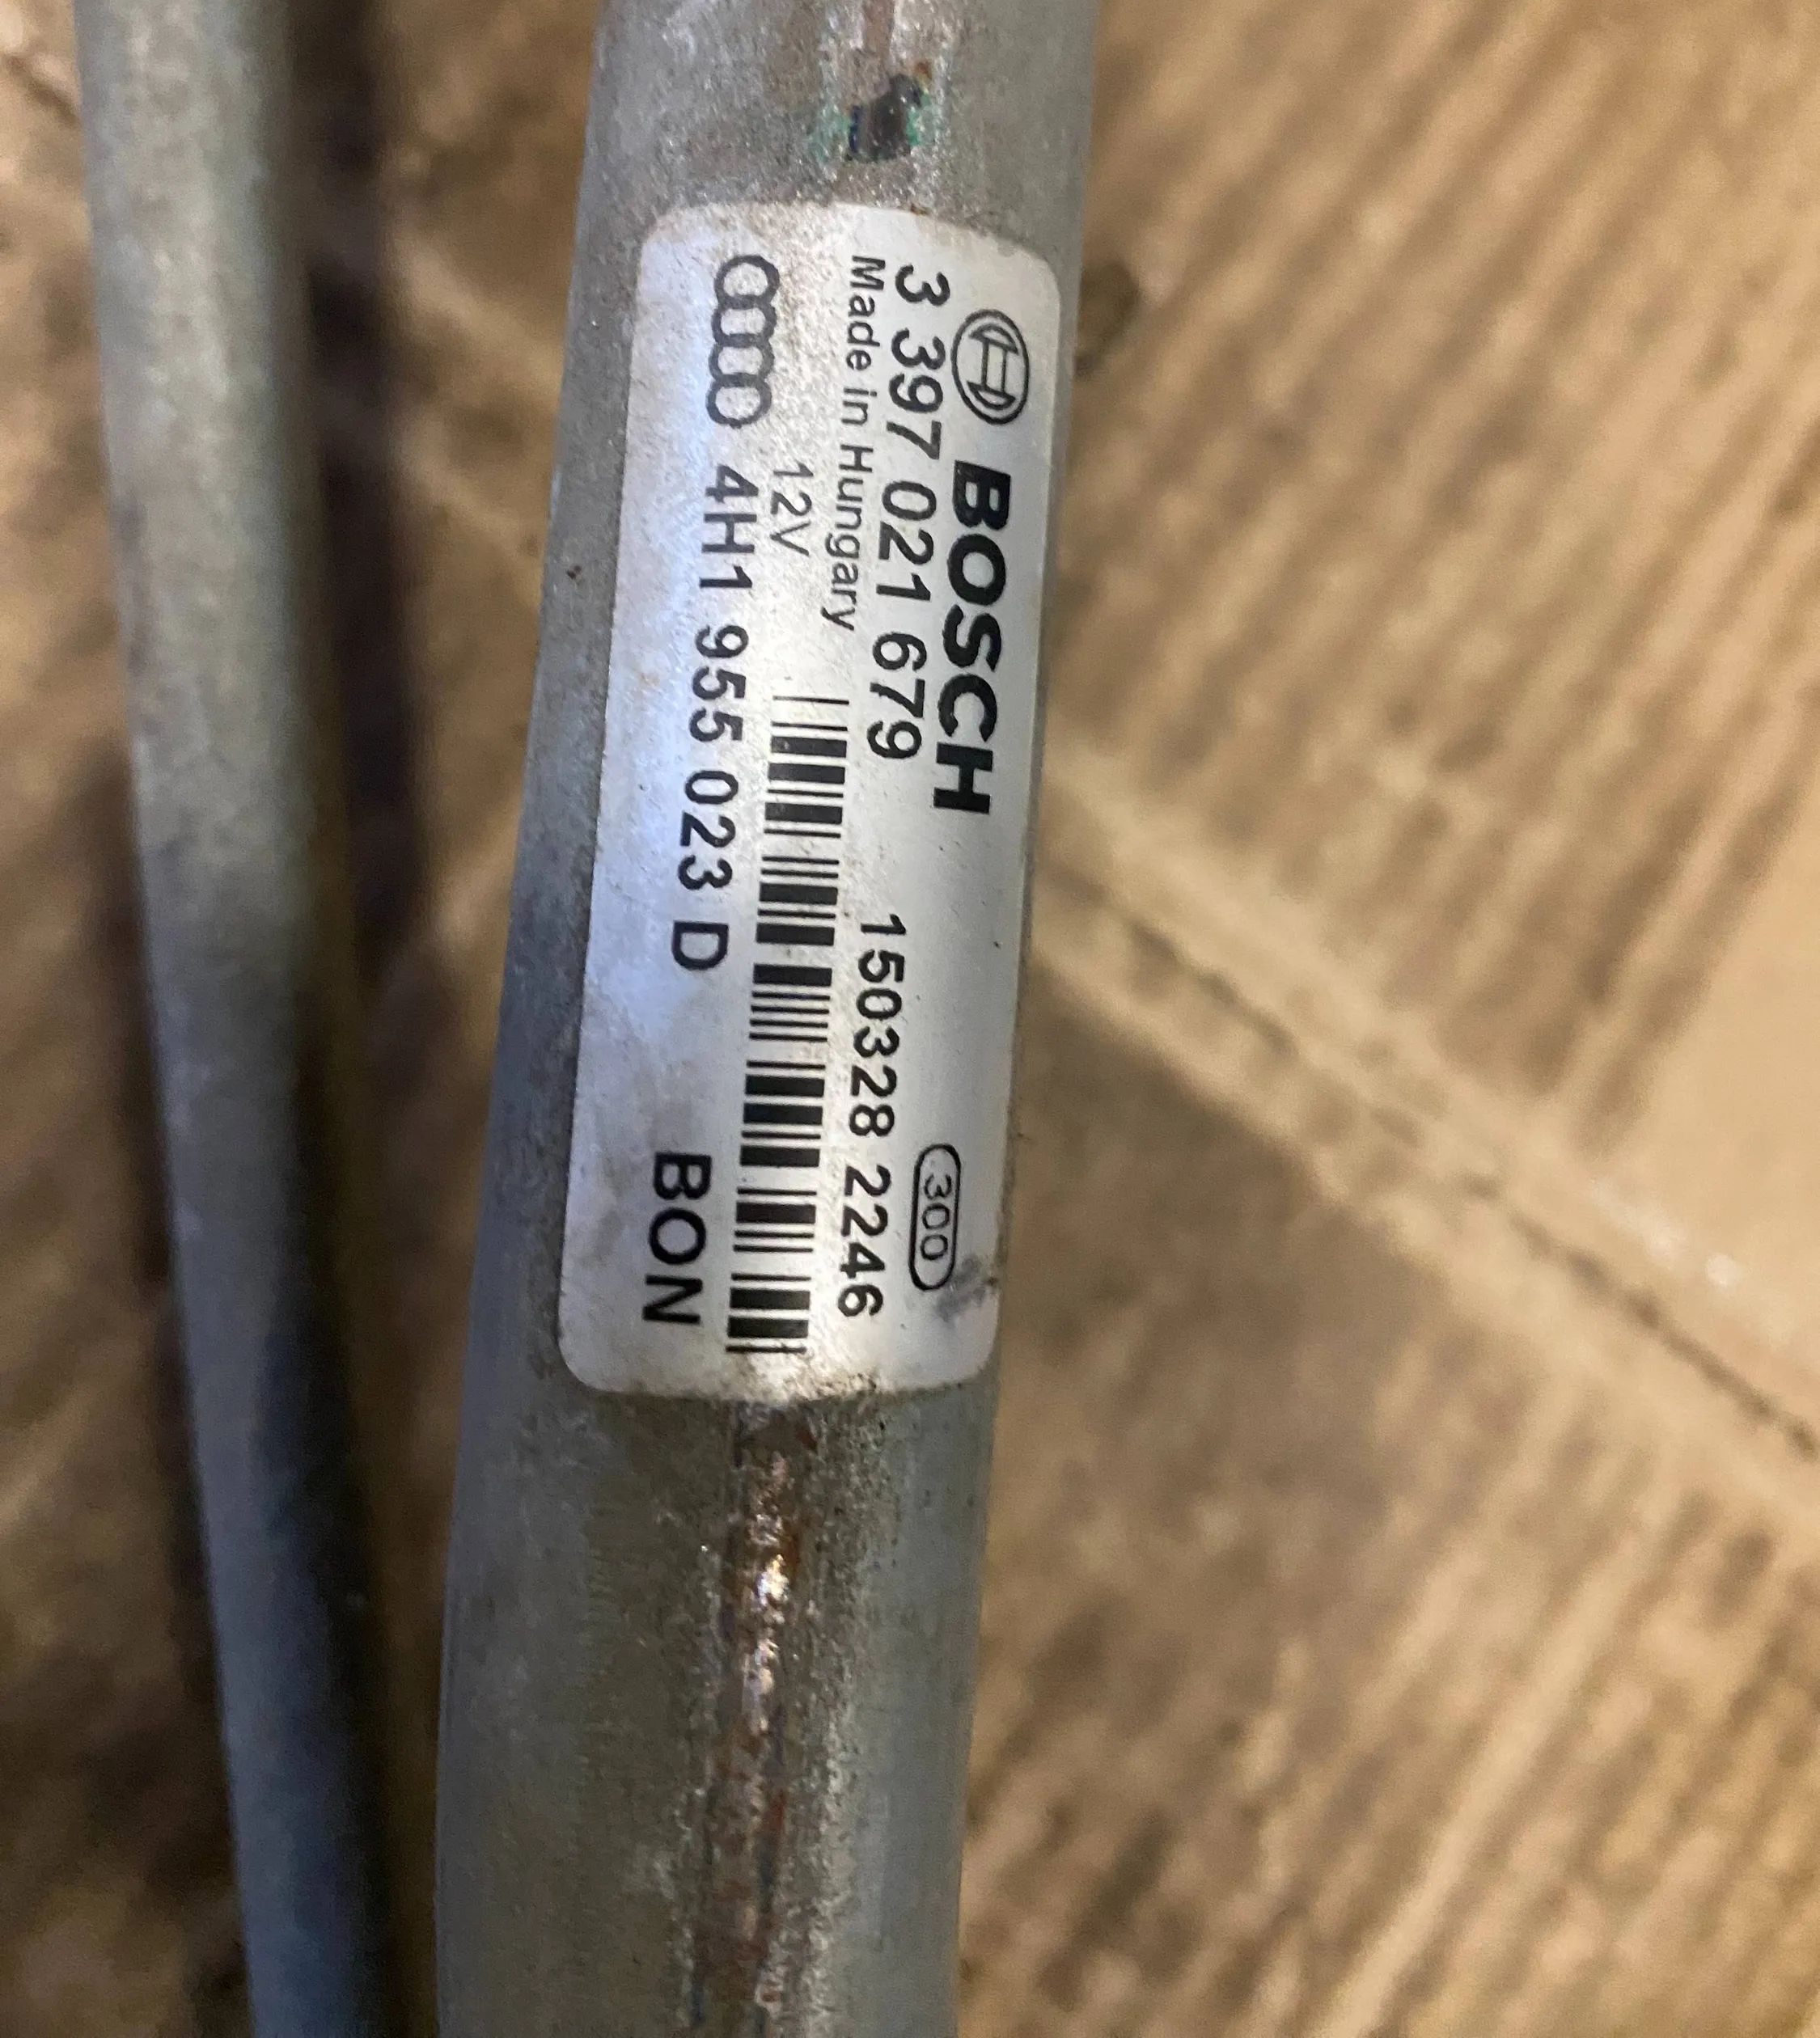 BOSCH 300
3 397 021 679 150328 2246
Made in Hungary
12V
4H1 955 023 D BON